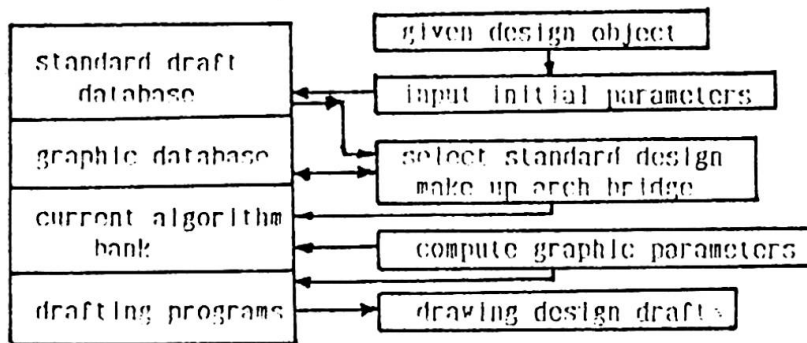 standard draft
database
graphic database
current algorithm
bank
drafting programs
given design object
input initial parameters
select standard design
make up arch bridge
compute graphic parameters
drawing design drafts